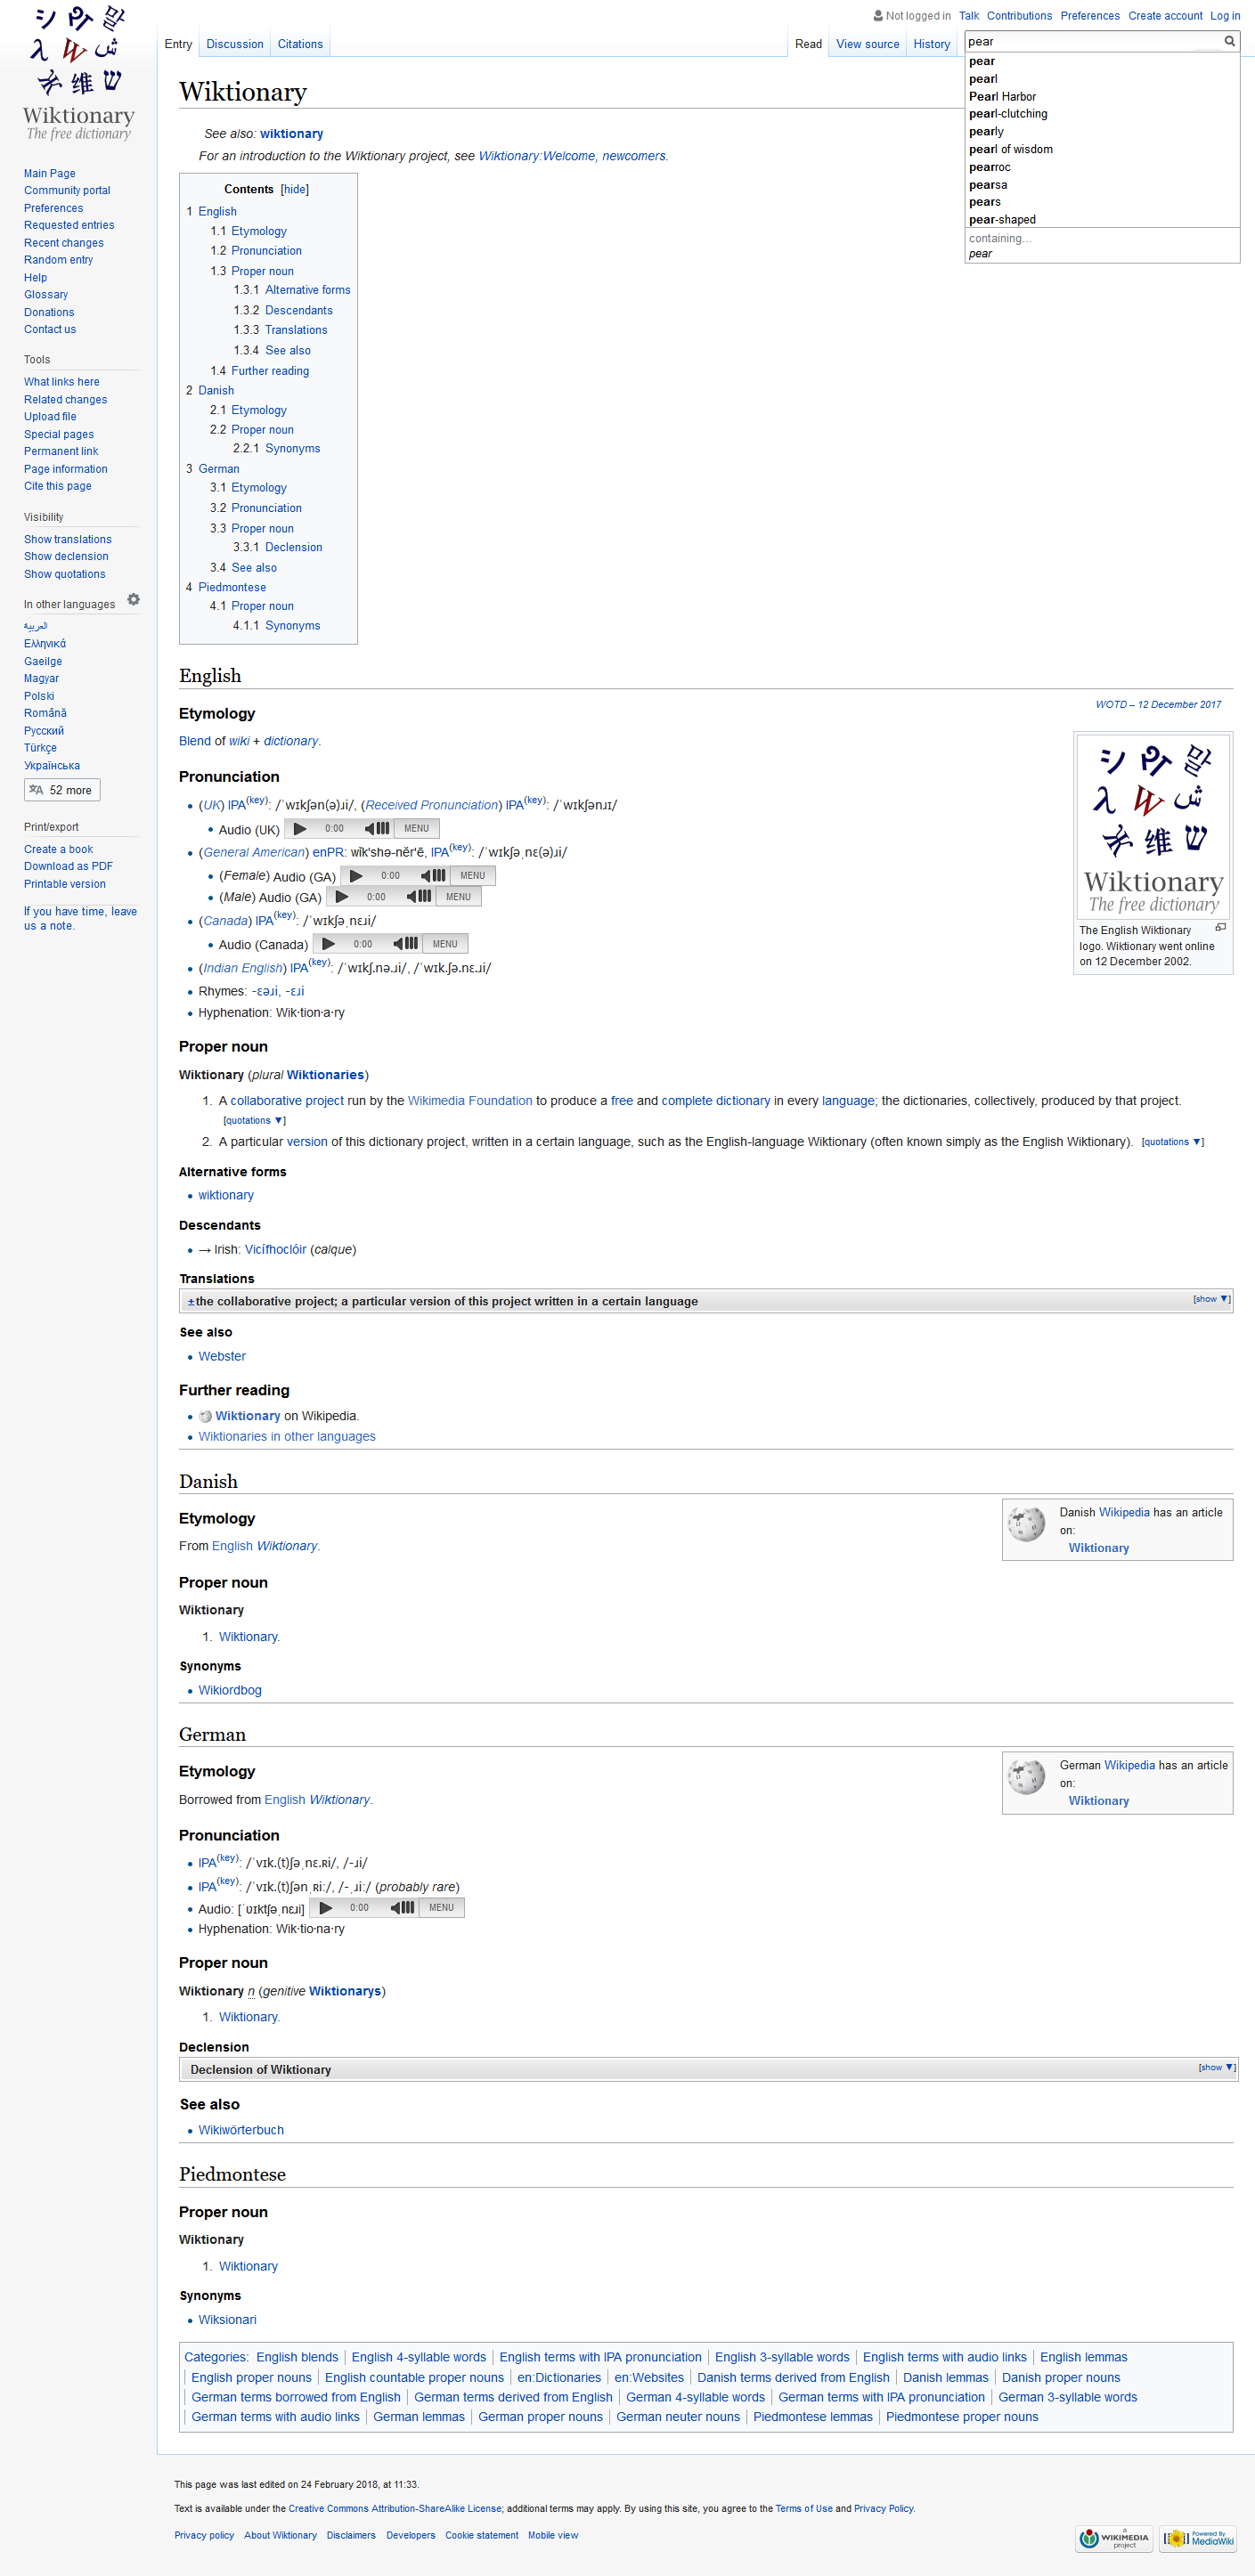 シ ዊ 말
λ W ش
क 维 ש
Wiktionary
The free dictionary
Not logged in Talk Contributions Preferences Create account Log in
Entry Discussion Citations
Read View source History
pear
pear
pearl
Pearl Harbor
pearl-clutching
pearly
pearl of wisdom
pearroc
pearsa
pears
pear-shaped
containing...
pear
Main Page
Community portal
Preferences
Requested entries
Recent changes
Random entry
Help
Glossary
Donations
Contact us
Tools
What links here
Related changes
Upload file
Special pages
Permanent link
Page information
Cite this page
Visibility
Show translations
Show declension
Show quotations
In other languages
العربية
Ελληνικά
Gaeilge
Magyar
Polski
Română
Русский
Türkçe
Українська
52 more
Print/export
Create a book
Download as PDF
Printable version
If you have time, leave
us a note.
Wiktionary
See also: wiktionary
For an introduction to the Wiktionary project, see Wiktionary:Welcome, newcomers.
Contents [hide]
1 English
1.1 Etymology
1.2 Pronunciation
1.3 Proper noun
1.3.1 Alternative forms
1.3.2 Descendants
1.3.3 Translations
1.3.4 See also
1.4 Further reading
2 Danish
2.1 Etymology
2.2 Proper noun
2.2.1 Synonyms
3 German
3.1 Etymology
3.2 Pronunciation
3.3 Proper noun
3.3.1 Declension
3.4 See also
4 Piedmontese
4.1 Proper noun
4.1.1 Synonyms
English
WOTD – 12 December 2017
Etymology
Blend of wiki + dictionary.
Wiktionary
The free dictionary
The English Wiktionary
logo. Wiktionary went online
on 12 December 2002.
Pronunciation
• (UK) IPA(key): /ˈwɪkʃən(ə)ɹi/, (Received Pronunciation) IPA(key): /ˈwɪkʃənɹɪ/
• Audio (UK) 0:00 MENU
• (General American) enPR: wĭk'shə-nĕr'ē, IPA(key): /ˈwɪkʃəˌnɛ(ə)ɹi/
• (Female) Audio (GA) 0:00 MENU
• (Male) Audio (GA) 0:00 MENU
• (Canada) IPA(key): /ˈwɪkʃəˌnɛɹi/
• Audio (Canada) 0:00 MENU
• (Indian English) IPA(key): /ˈwɪkʃ.nə.ɹi/, /ˈwɪk.ʃə.nɛ.ɹi/
• Rhymes: -ɛəɹi, -ɛɹi
• Hyphenation: Wik‧tion‧a‧ry
Proper noun
Wiktionary (plural Wiktionaries)
1. A collaborative project run by the Wikimedia Foundation to produce a free and complete dictionary in every language; the dictionaries, collectively, produced by that project.
[quotations ▼]
2. A particular version of this dictionary project, written in a certain language, such as the English-language Wiktionary (often known simply as the English Wiktionary). [quotations ▼]
Alternative forms
• wiktionary
Descendants
• → Irish: Vicífhoclóir (calque)
Translations
±the collaborative project; a particular version of this project written in a certain language [show ▼]
See also
• Webster
Further reading
• Wiktionary on Wikipedia.
• Wiktionaries in other languages
Danish
Danish Wikipedia has an article
on:
Wiktionary
Etymology
From English Wiktionary.
Proper noun
Wiktionary
1. Wiktionary.
Synonyms
• Wikiordbog
German
German Wikipedia has an article
on:
Wiktionary
Etymology
Borrowed from English Wiktionary.
Pronunciation
• IPA(key): /ˈvɪk.(t)ʃəˌnɛ.ʀi/, /-ɹi/
• IPA(key): /ˈvɪk.(t)ʃənˌʀiː/, /-ˌɹiː/ (probably rare)
• Audio: [ˈʋɪktʃəˌnɛɹi] 0:00 MENU
• Hyphenation: Wik‧tio‧na‧ry
Proper noun
Wiktionary n (genitive Wiktionarys)
1. Wiktionary.
Declension
Declension of Wiktionary [show ▼]
See also
• Wikiwörterbuch
Piedmontese
Proper noun
Wiktionary
1. Wiktionary
Synonyms
• Wiksionari
Categories: English blends | English 4-syllable words | English terms with IPA pronunciation | English 3-syllable words | English terms with audio links | English lemmas
| English proper nouns | English countable proper nouns | en:Dictionaries | en:Websites | Danish terms derived from English | Danish lemmas | Danish proper nouns
| German terms borrowed from English | German terms derived from English | German 4-syllable words | German terms with IPA pronunciation | German 3-syllable words
| German terms with audio links | German lemmas | German proper nouns | German neuter nouns | Piedmontese lemmas | Piedmontese proper nouns
This page was last edited on 24 February 2018, at 11:33.
Text is available under the Creative Commons Attribution-ShareAlike License; additional terms may apply. By using this site, you agree to the Terms of Use and Privacy Policy.
Privacy policy About Wiktionary Disclaimers Developers Cookie statement Mobile view
A WIKIMEDIA project
Powered By MediaWiki